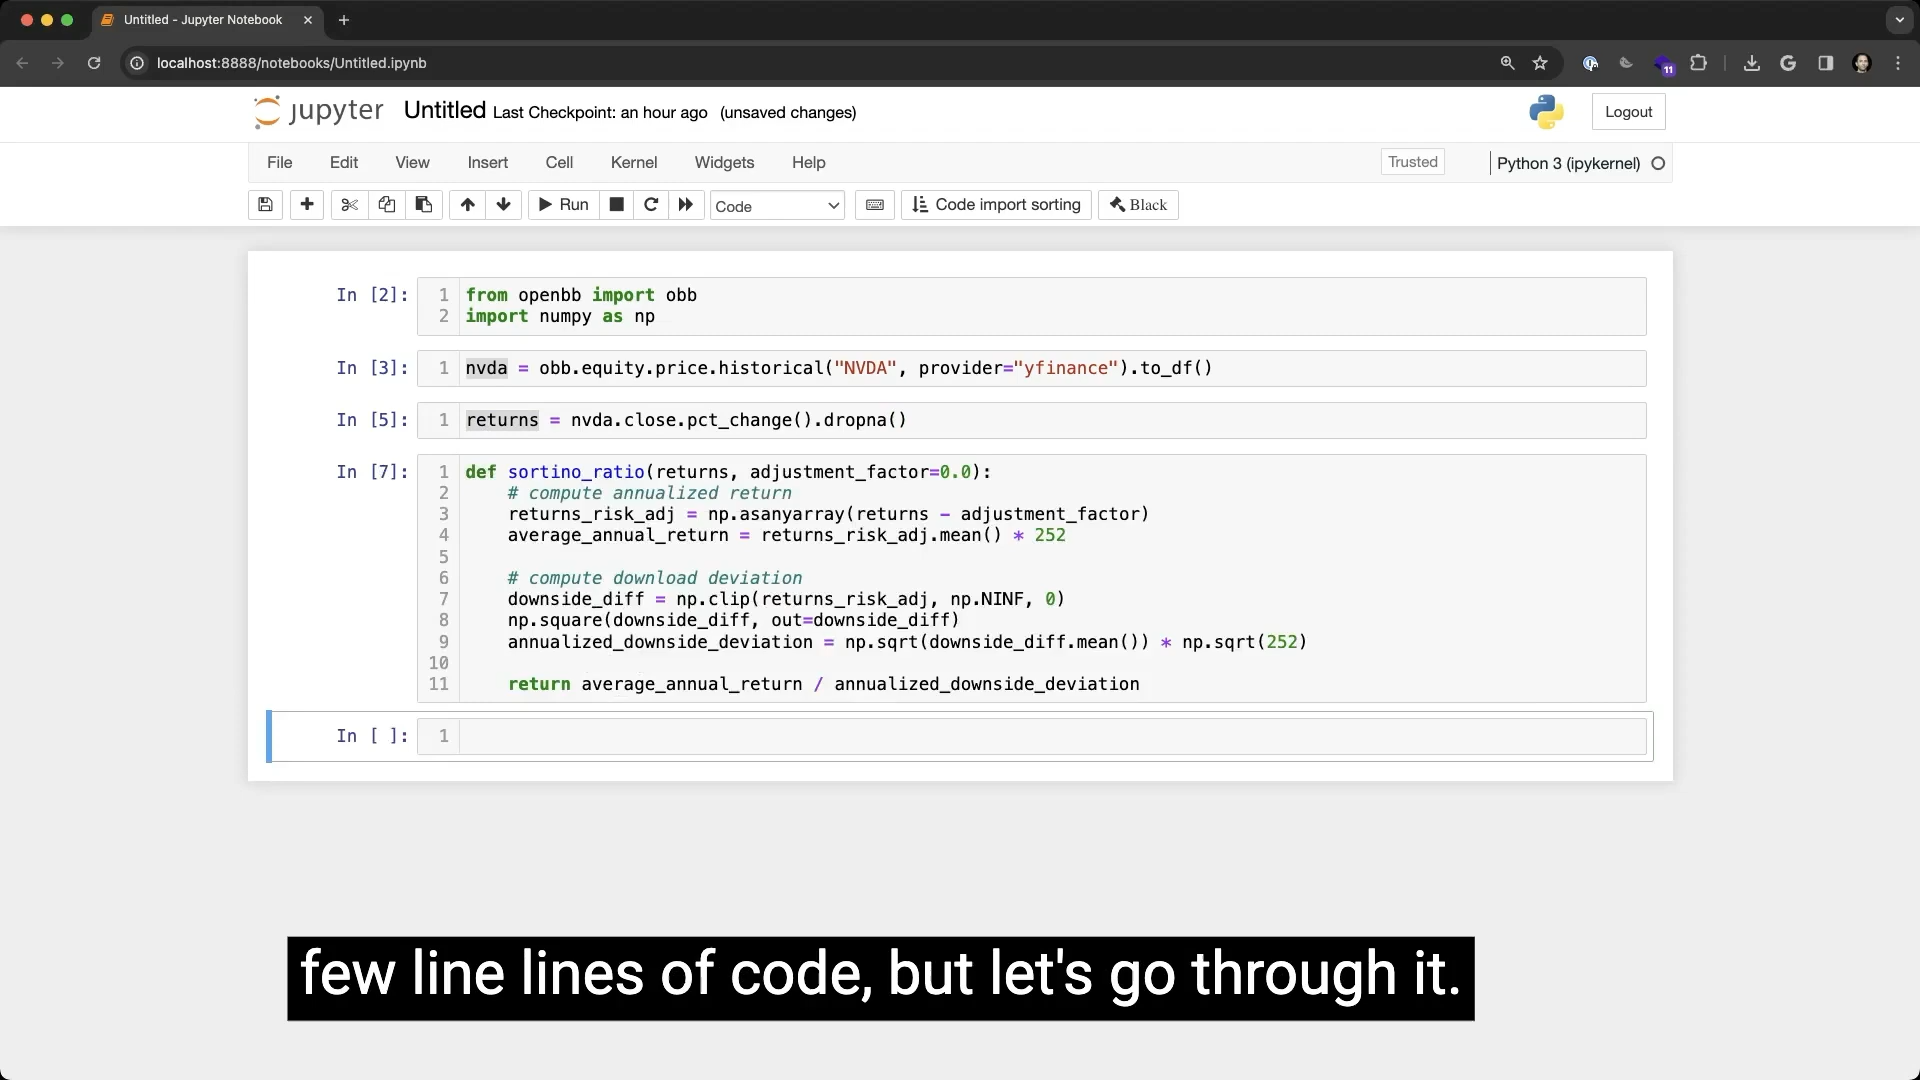 Untitled - Jupyter Notebook
localhost:8888/notebooks/Untitled.ipynb
11
jupyter Untitled Last Checkpoint: an hour ago (unsaved changes)
Logout
File Edit View Insert Cell Kernel Widgets Help
Trusted
Python 3 (ipykernel)
Run
Code
Code import sorting
Black
In [2]:
1 from openbb import obb
2 import numpy as np
In [3]:
1 nvda = obb.equity.price.historical("NVDA", provider="yfinance").to_df()
In [5]:
1 returns = nvda.close.pct_change().dropna()
In [7]:
1 def sortino_ratio(returns, adjustment_factor=0.0):
2 # compute annualized return
3 returns_risk_adj = np.asanyarray(returns - adjustment_factor)
4 average_annual_return = returns_risk_adj.mean() * 252
5
6 # compute download deviation
7 downside_diff = np.clip(returns_risk_adj, np.NINF, 0)
8 np.square(downside_diff, out=downside_diff)
9 annualized_downside_deviation = np.sqrt(downside_diff.mean()) * np.sqrt(252)
10
11 return average_annual_return / annualized_downside_deviation
In [ ]:
1
few line lines of code, but let's go through it.